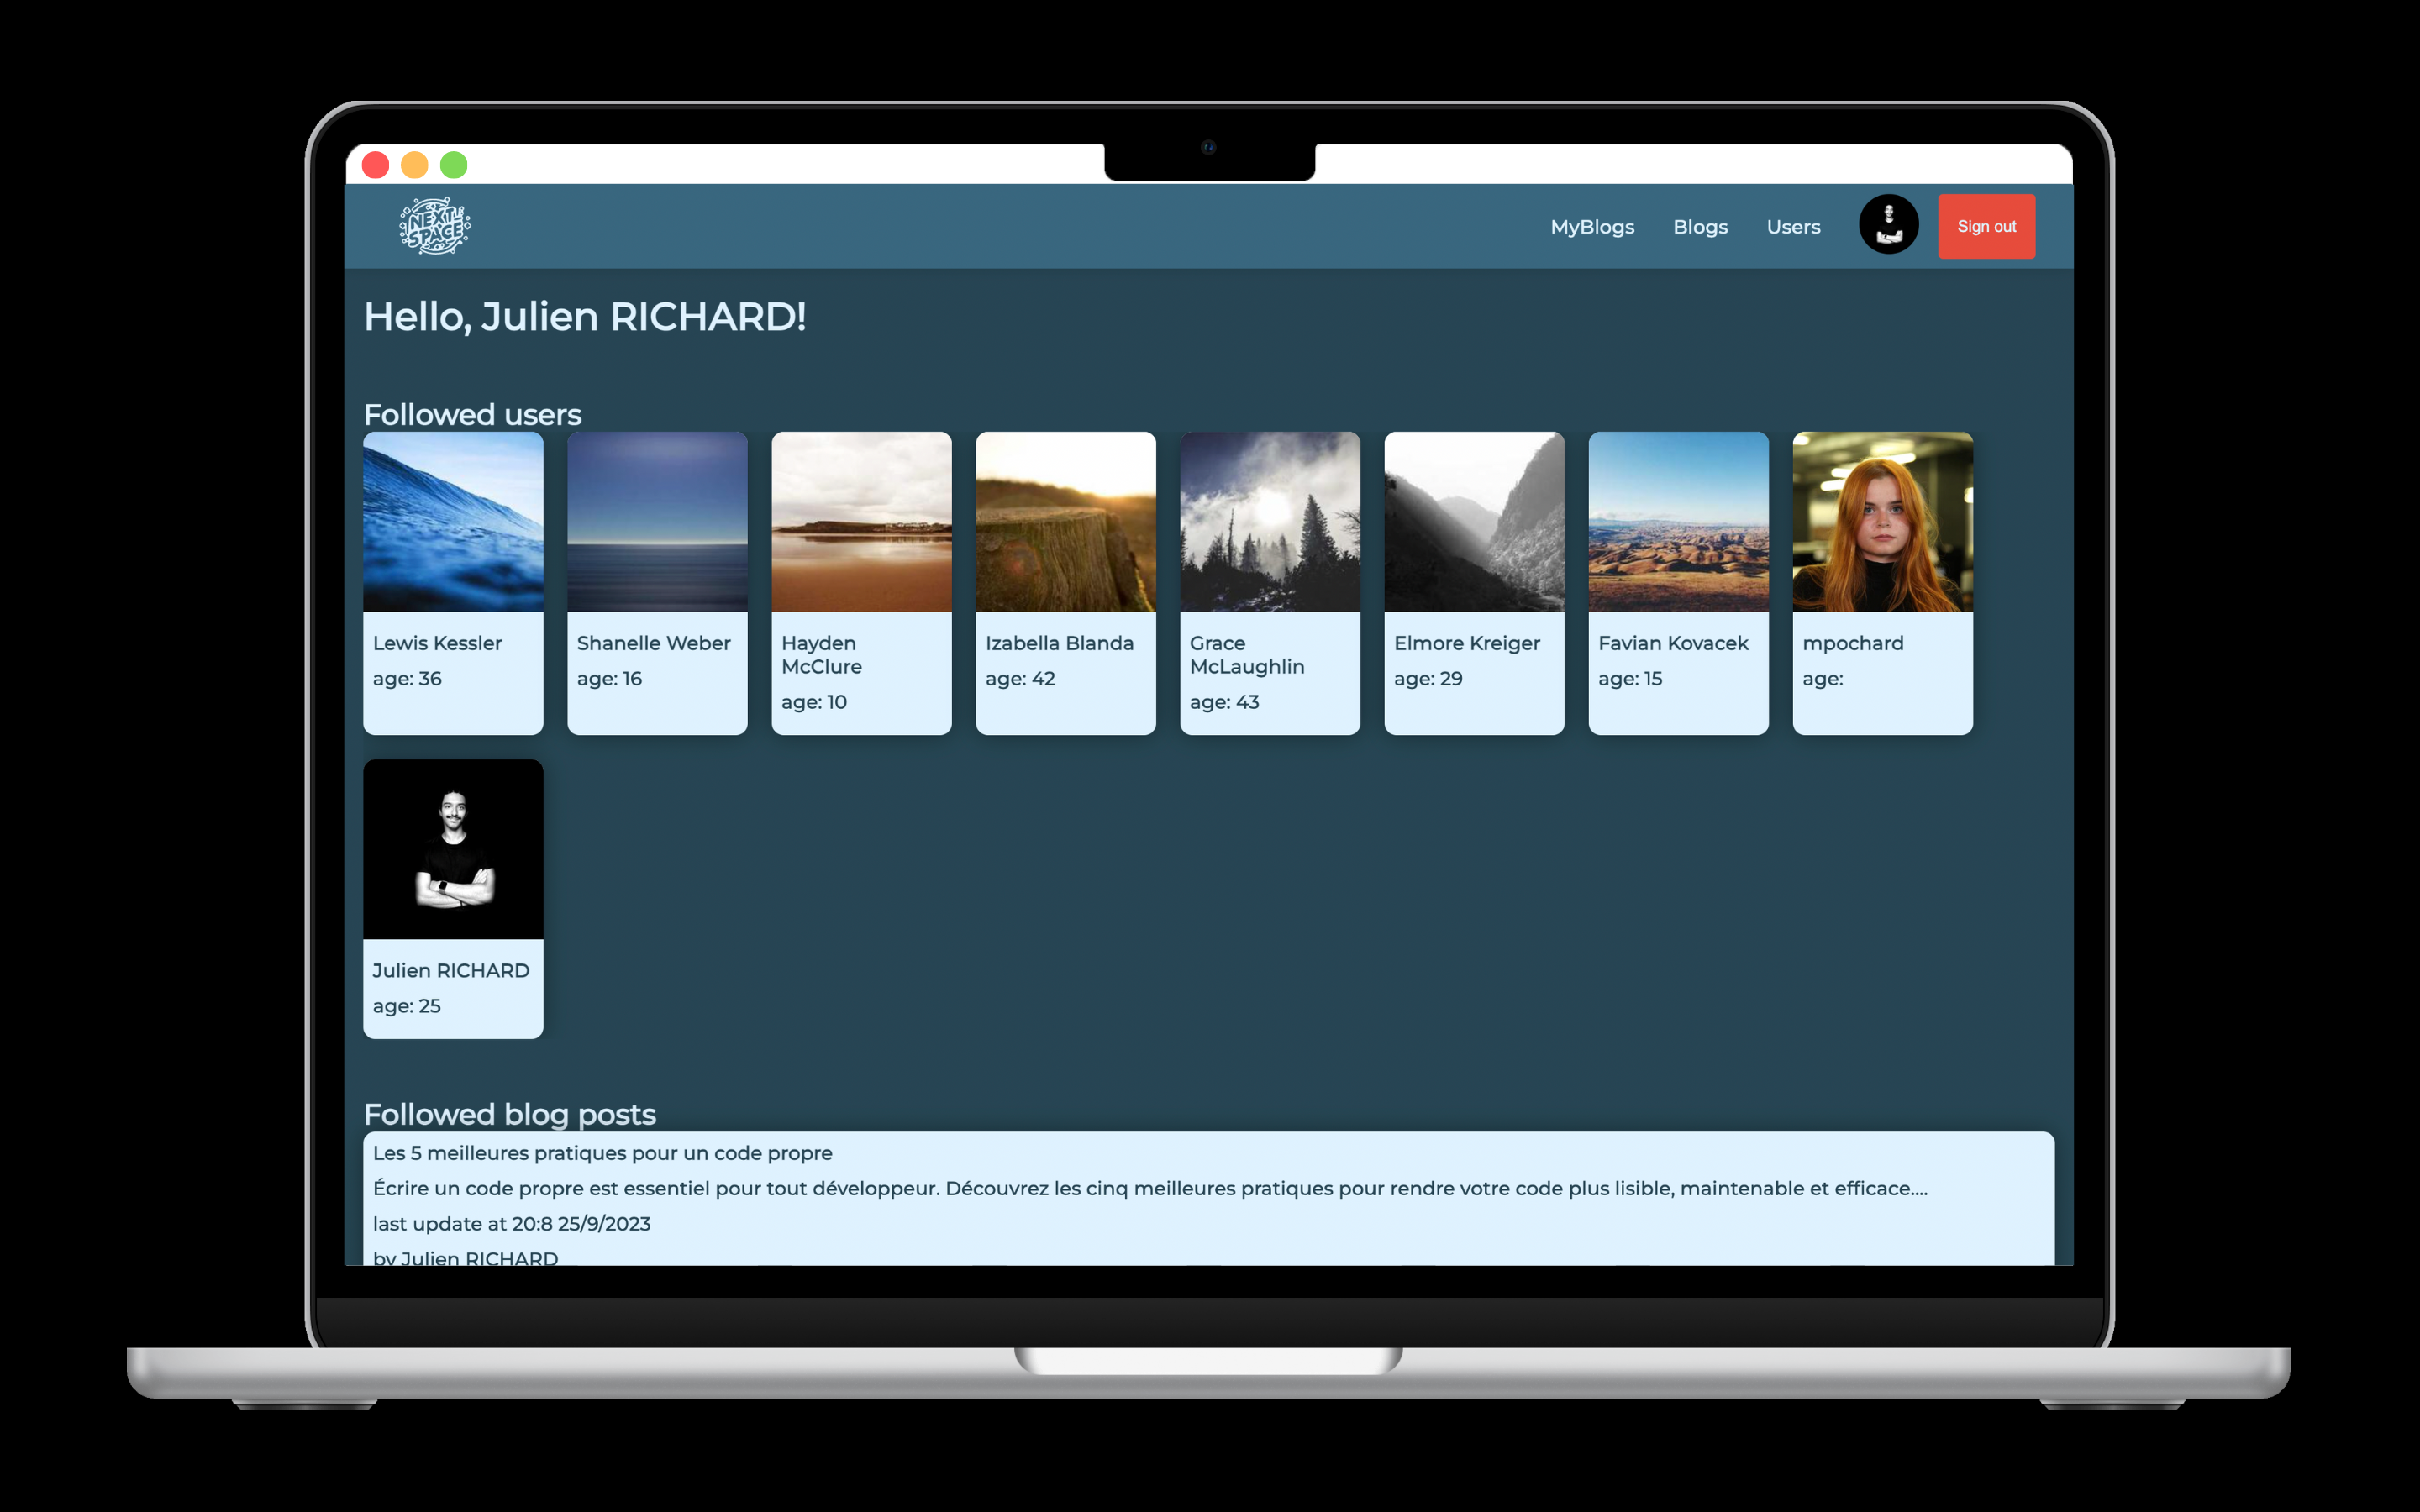 NEXT
SPACE
MyBlogs
Blogs
Users
Sign out
Hello, Julien RICHARD!
Followed users
Lewis Kessler
age: 36
Shanelle Weber
age: 16
Hayden
McClure
age: 10
Izabella Blanda
age: 42
Grace
McLaughlin
age: 43
Elmore Kreiger
age: 29
Favian Kovacek
age: 15
mpochard
age:
Julien RICHARD
age: 25
Followed blog posts
Les 5 meilleures pratiques pour un code propre
Écrire un code propre est essentiel pour tout développeur. Découvrez les cinq meilleures pratiques pour rendre votre code plus lisible, maintenable et efficace....
last update at 20:8 25/9/2023
by Julien RICHARD